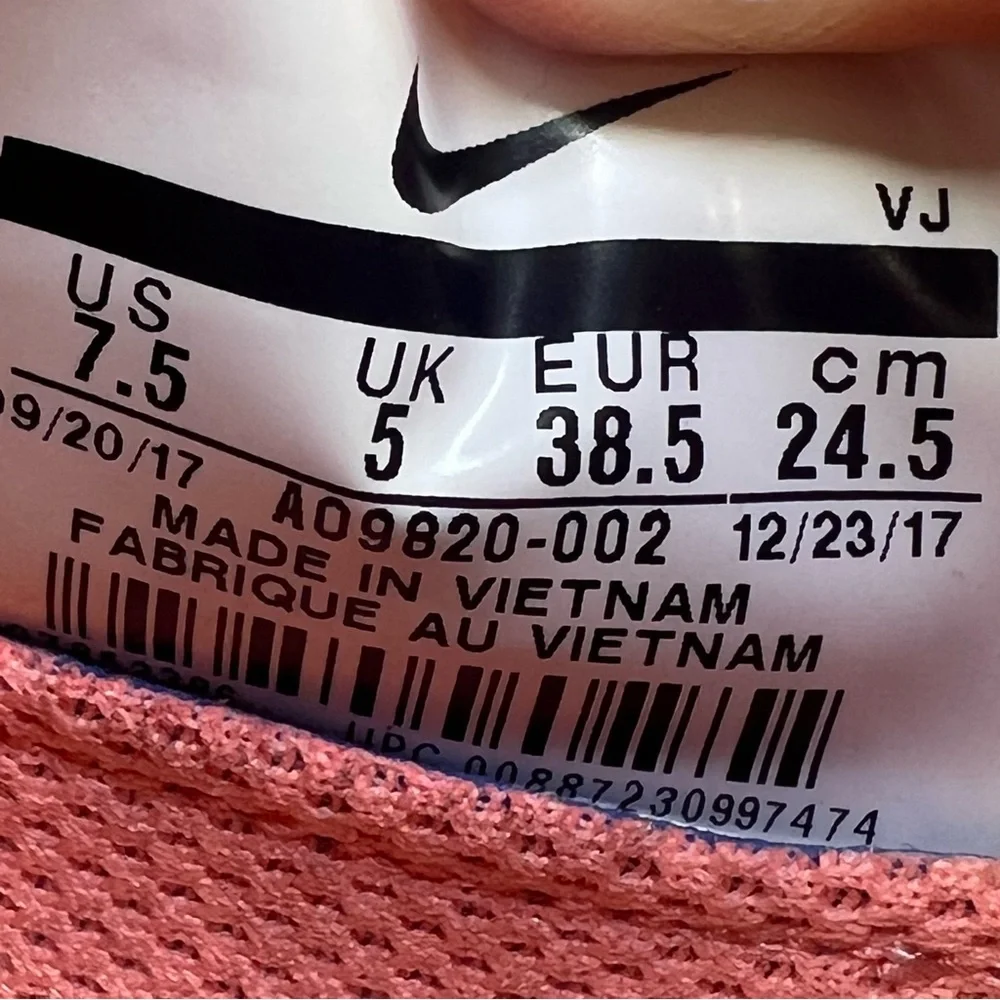 VJ
US UK EUR cm
7.5 5 38.5 24.5
09/20/17 AO9820-002 12/23/17
MADE IN VIETNAM
FABRIQUE AU VIETNAM
UPC 00887230997474